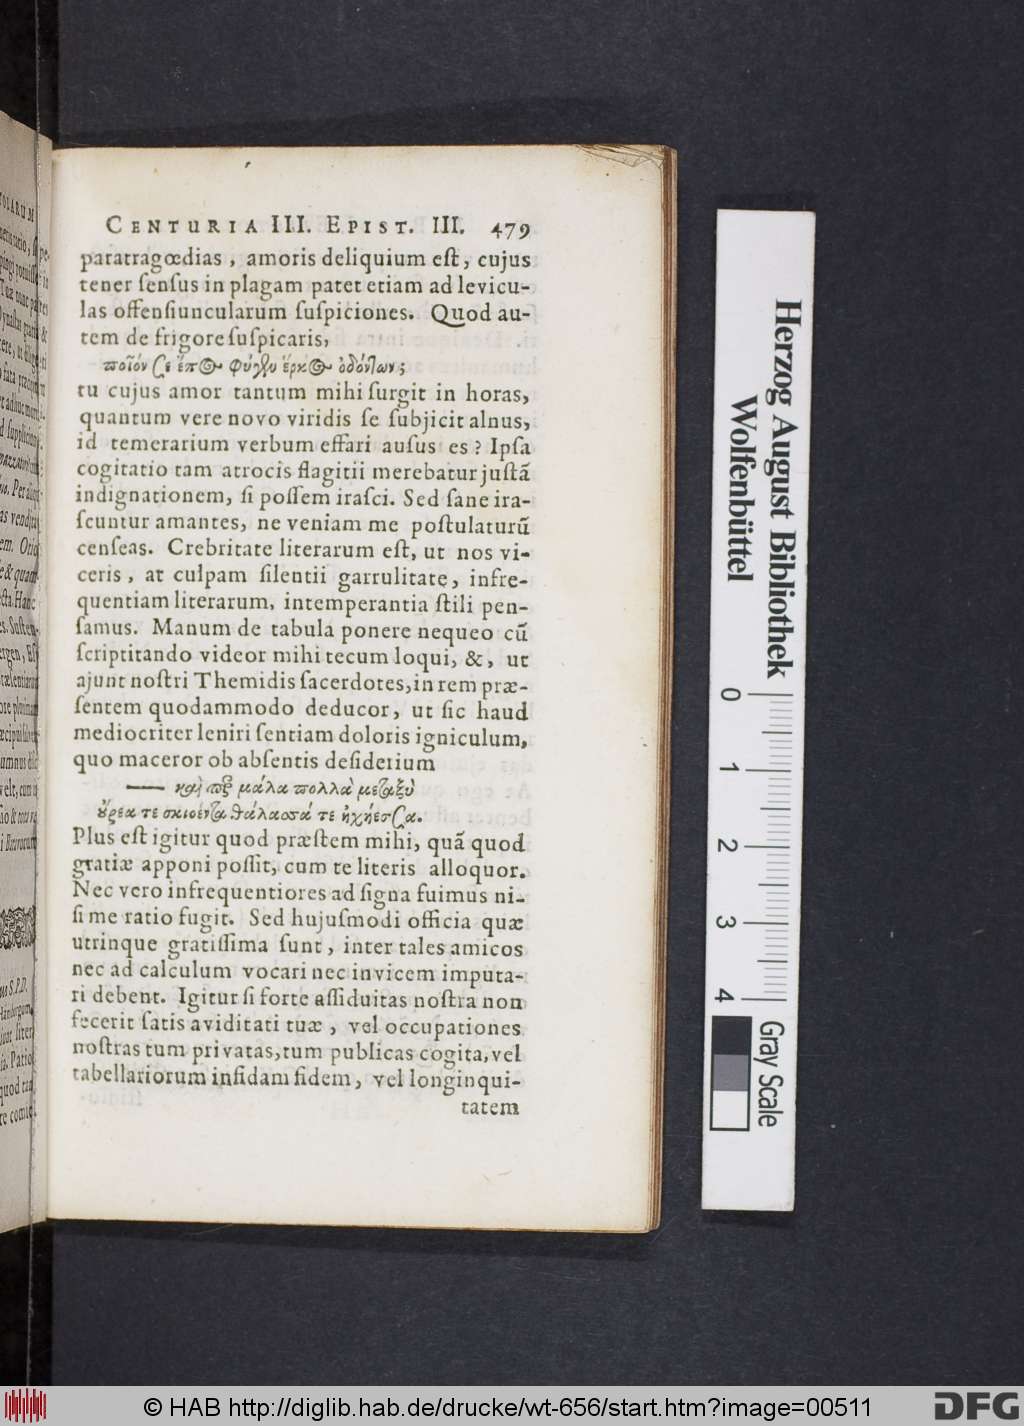 CENTURIA III. EPIST. III. 479
paratragœdias, amoris deliquium eſt, cujus
tener ſenſus in plagam patet etiam ad levicu-
las offenſiuncularum ſuſpiciones. Quod au-
tem de frigore ſuſpicaris,
ποῖόν σε ἔπος φύγεν ἕρκος ὀδόντων;
tu cujus amor tantum mihi ſurgit in horas,
quantum vere novo viridis ſe ſubjicit alnus,
id temerarium verbum effari auſus es? Ipſa
cogitatio tam atrocis flagitii merebatur juſtã
indignationem, ſi poſſem iraſci. Sed ſane ira-
ſcuntur amantes, ne veniam me poſtulaturũ
cenſeas. Crebritate literarum eſt, ut nos vi-
ceris, at culpam ſilentii garrulitate, infre-
quentiam literarum, intemperantia ſtili pen-
ſamus. Manum de tabula ponere nequeo cũ
ſcriptitando videor mihi tecum loqui, &, ut
ajunt noſtri Themidis ſacerdotes, in rem præ-
ſentem quodammodo deducor, ut ſic haud
mediocriter leniri ſentiam doloris igniculum,
quo maceror ob abſentis deſiderium
—— καὶ μάλα πολλὰ μεταξὺ
ὔρεα τε σκιοέντα θάλασσά τε ἠχήεσσα.
Plus eſt igitur quod præſtem mihi, quã quod
gratiæ apponi poſſit, cum te literis alloquor.
Nec vero infrequentiores ad ſigna fuimus ni-
ſi me ratio fugit. Sed hujuſmodi officia quæ
utrinque gratiſſima ſunt, inter tales amicos
nec ad calculum vocari nec invicem imputa-
ri debent. Igitur ſi forte aſſiduitas noſtra non
fecerit ſatis aviditati tuæ, vel occupationes
noſtras tum privatas, tum publicas cogita, vel
tabellariorum infidam fidem, vel longinqui-
tatem
Herzog August Bibliothek
Wolfenbüttel
0 1 2 3 4
Gray Scale
© HAB http://diglib.hab.de/drucke/wt-656/start.htm?image=00511
DFG